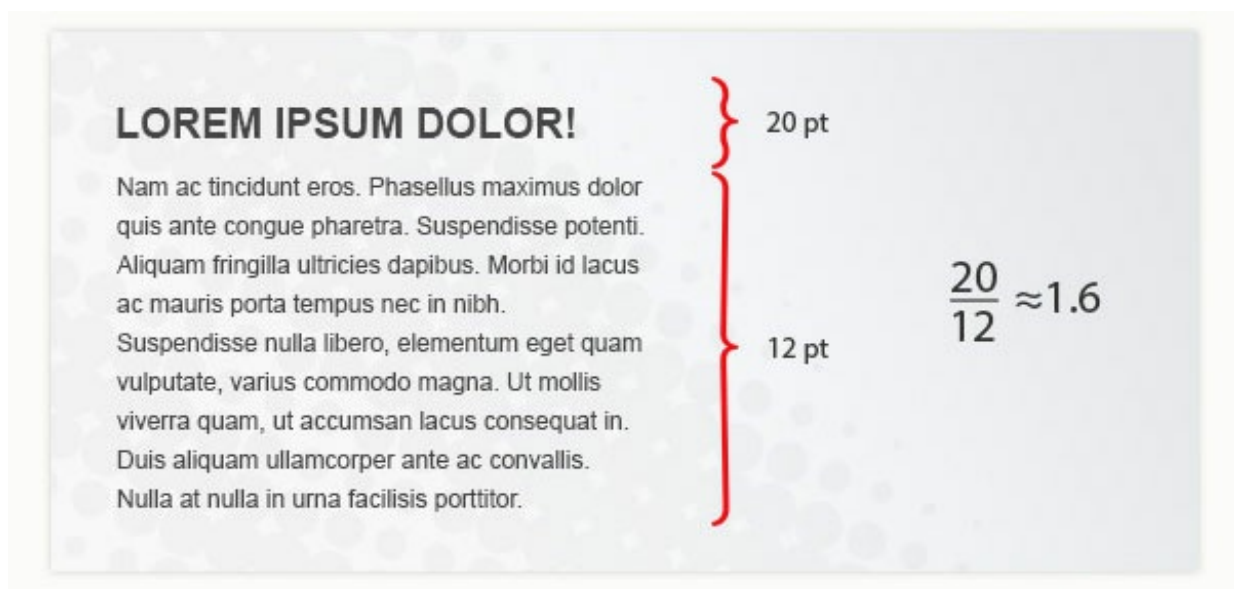 LOREM IPSUM DOLOR!
20 pt
Nam ac tincidunt eros. Phasellus maximus dolor
quis ante congue pharetra. Suspendisse potenti.
Aliquam fringilla ultricies dapibus. Morbi id lacus
ac mauris porta tempus nec in nibh.
Suspendisse nulla libero, elementum eget quam
vulputate, varius commodo magna. Ut mollis
viverra quam, ut accumsan lacus consequat in.
Duis aliquam ullamcorper ante ac convallis.
Nulla at nulla in urna facilisis porttitor.
12 pt
20
12
≈1.6